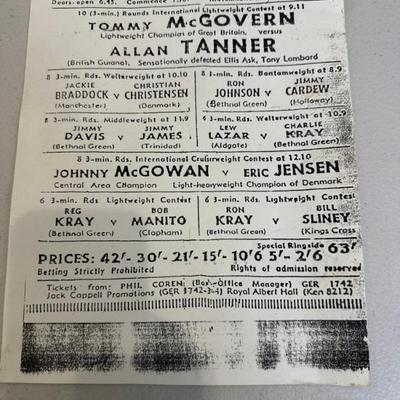 Doors open 6.45. Commence 7.30
10 (3-min.) Rounds International Lightweight Contest at 9.11
TOMMY McGOVERN
Lightweight Champion of Great Britain, versus
ALLAN TANNER
(British Guiana), Sensationally defeated Ellis Ask, Tony Lombard
8 3-min. Rds. Welterweight at 10.10
JACKIE CHRISTIAN
BRADDOCK v CHRISTENSEN
(Manchester) (Denmark)
8 3-min. Rds. Bantamweight at 8.9
RON JIMMY
JOHNSON v CARDEW
(Bethnal Green) (Holloway)
8 3-min. Rds. Middleweight at 11.9
JIMMY JIMMY
DAVIS v JAMES
(Bethnal Green) (Trinidad)
6 3-min. Rds. Welterweight at 10.9
LEW CHARLIE
LAZAR v KRAY
(Aldgate) (Bethnal Green)
8 3-min. Rds. International Cruiserweight Contest at 12.10
JOHNNY McGOWAN v ERIC JENSEN
Central Area Champion Light-heavyweight Champion of Denmark
6 3-min. Rds. Lightweight Contest
REG BOB
KRAY v MANITO
(Bethnal Green) (Clapham)
6 3-min. Rds. Lightweight Contest
RON BILL
KRAY v SLINEY
(Bethnal Green) (Kings Cross
PRICES: 42/- 30/- 21/- 15/- 10/6 5/- 2/6 Special Ringside 63/-
Betting Strictly Prohibited Rights of admission reserved
Tickets from: PHIL COREN (Box-Office Manager) GER 1742
Jack Cappell Promotions (GER 1742-3-4) Royal Albert Hall (Ken 8212)